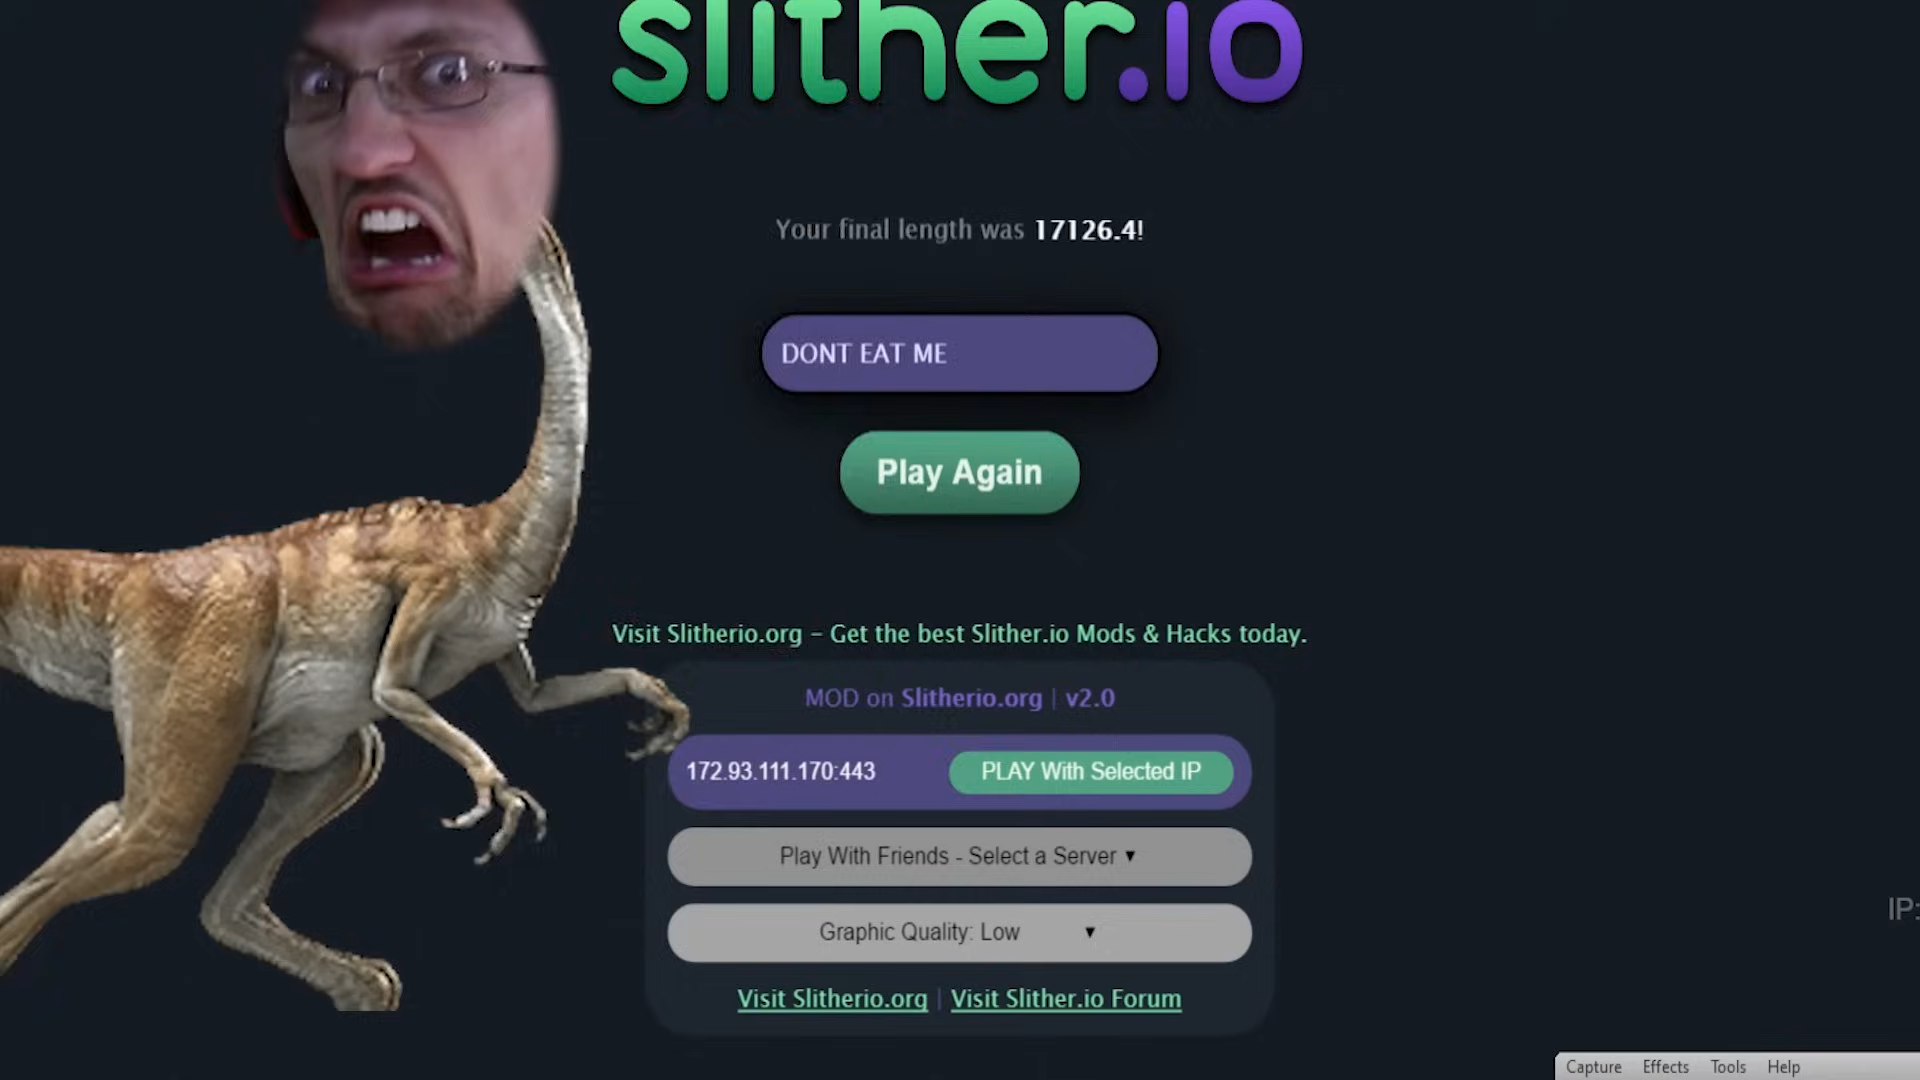 slither.io
Your final length was 17126.4!
DONT EAT ME
Play Again
Visit Slitherio.org – Get the best Slither.io Mods & Hacks today.
MOD on Slitherio.org | v2.0
172.93.111.170:443 PLAY With Selected IP
Play With Friends - Select a Server ▼
IP:
Graphic Quality: Low ▼
Visit Slitherio.org | Visit Slither.io Forum
Capture Effects Tools Help